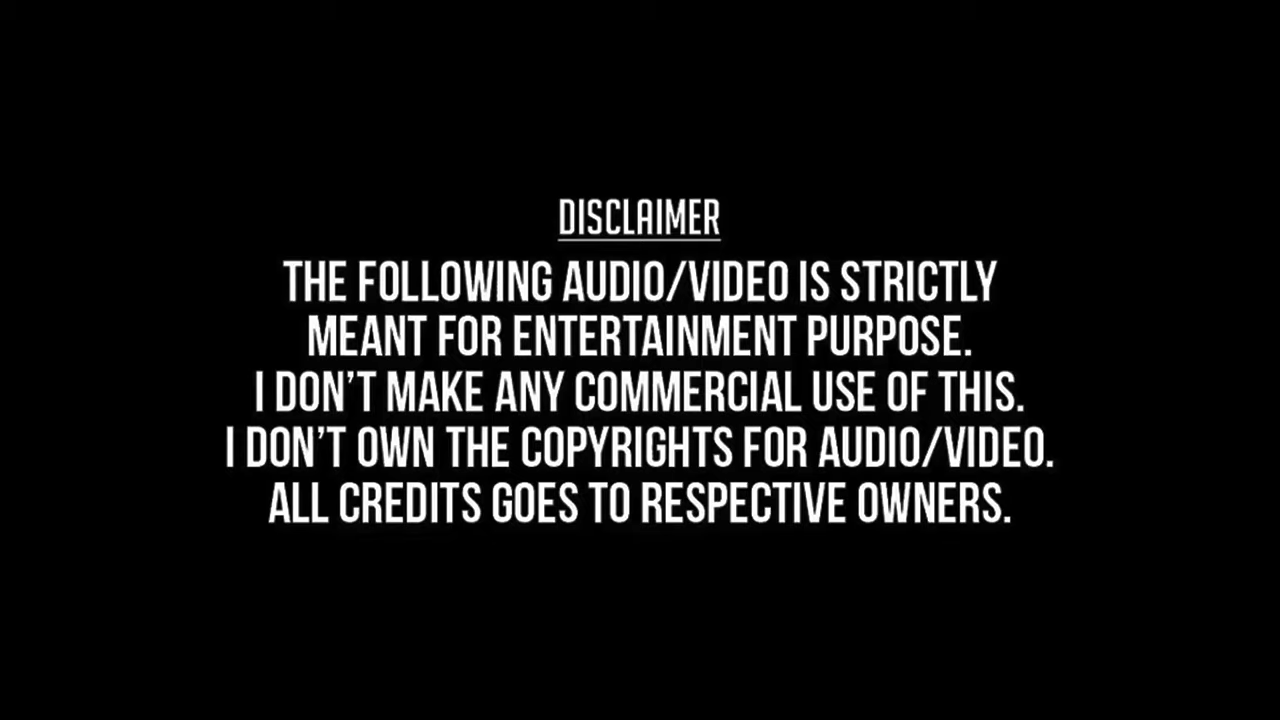 DISCLAIMER
THE FOLLOWING AUDIO/VIDEO IS STRICTLY
MEANT FOR ENTERTAINMENT PURPOSE.
I DON'T MAKE ANY COMMERCIAL USE OF THIS.
I DON'T OWN THE COPYRIGHTS FOR AUDIO/VIDEO.
ALL CREDITS GOES TO RESPECTIVE OWNERS.